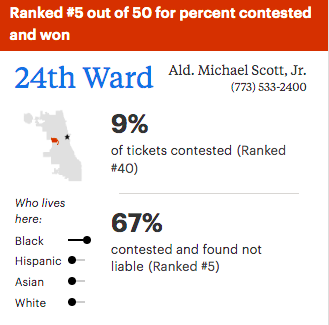 Ranked #5 out of 50 for percent contested
and won
24th Ward
Ald. Michael Scott, Jr.
(773) 533-2400
9%
of tickets contested (Ranked
#40)
Who lives
here:
Black
Hispanic
Asian
White
67%
contested and found not
liable (Ranked #5)